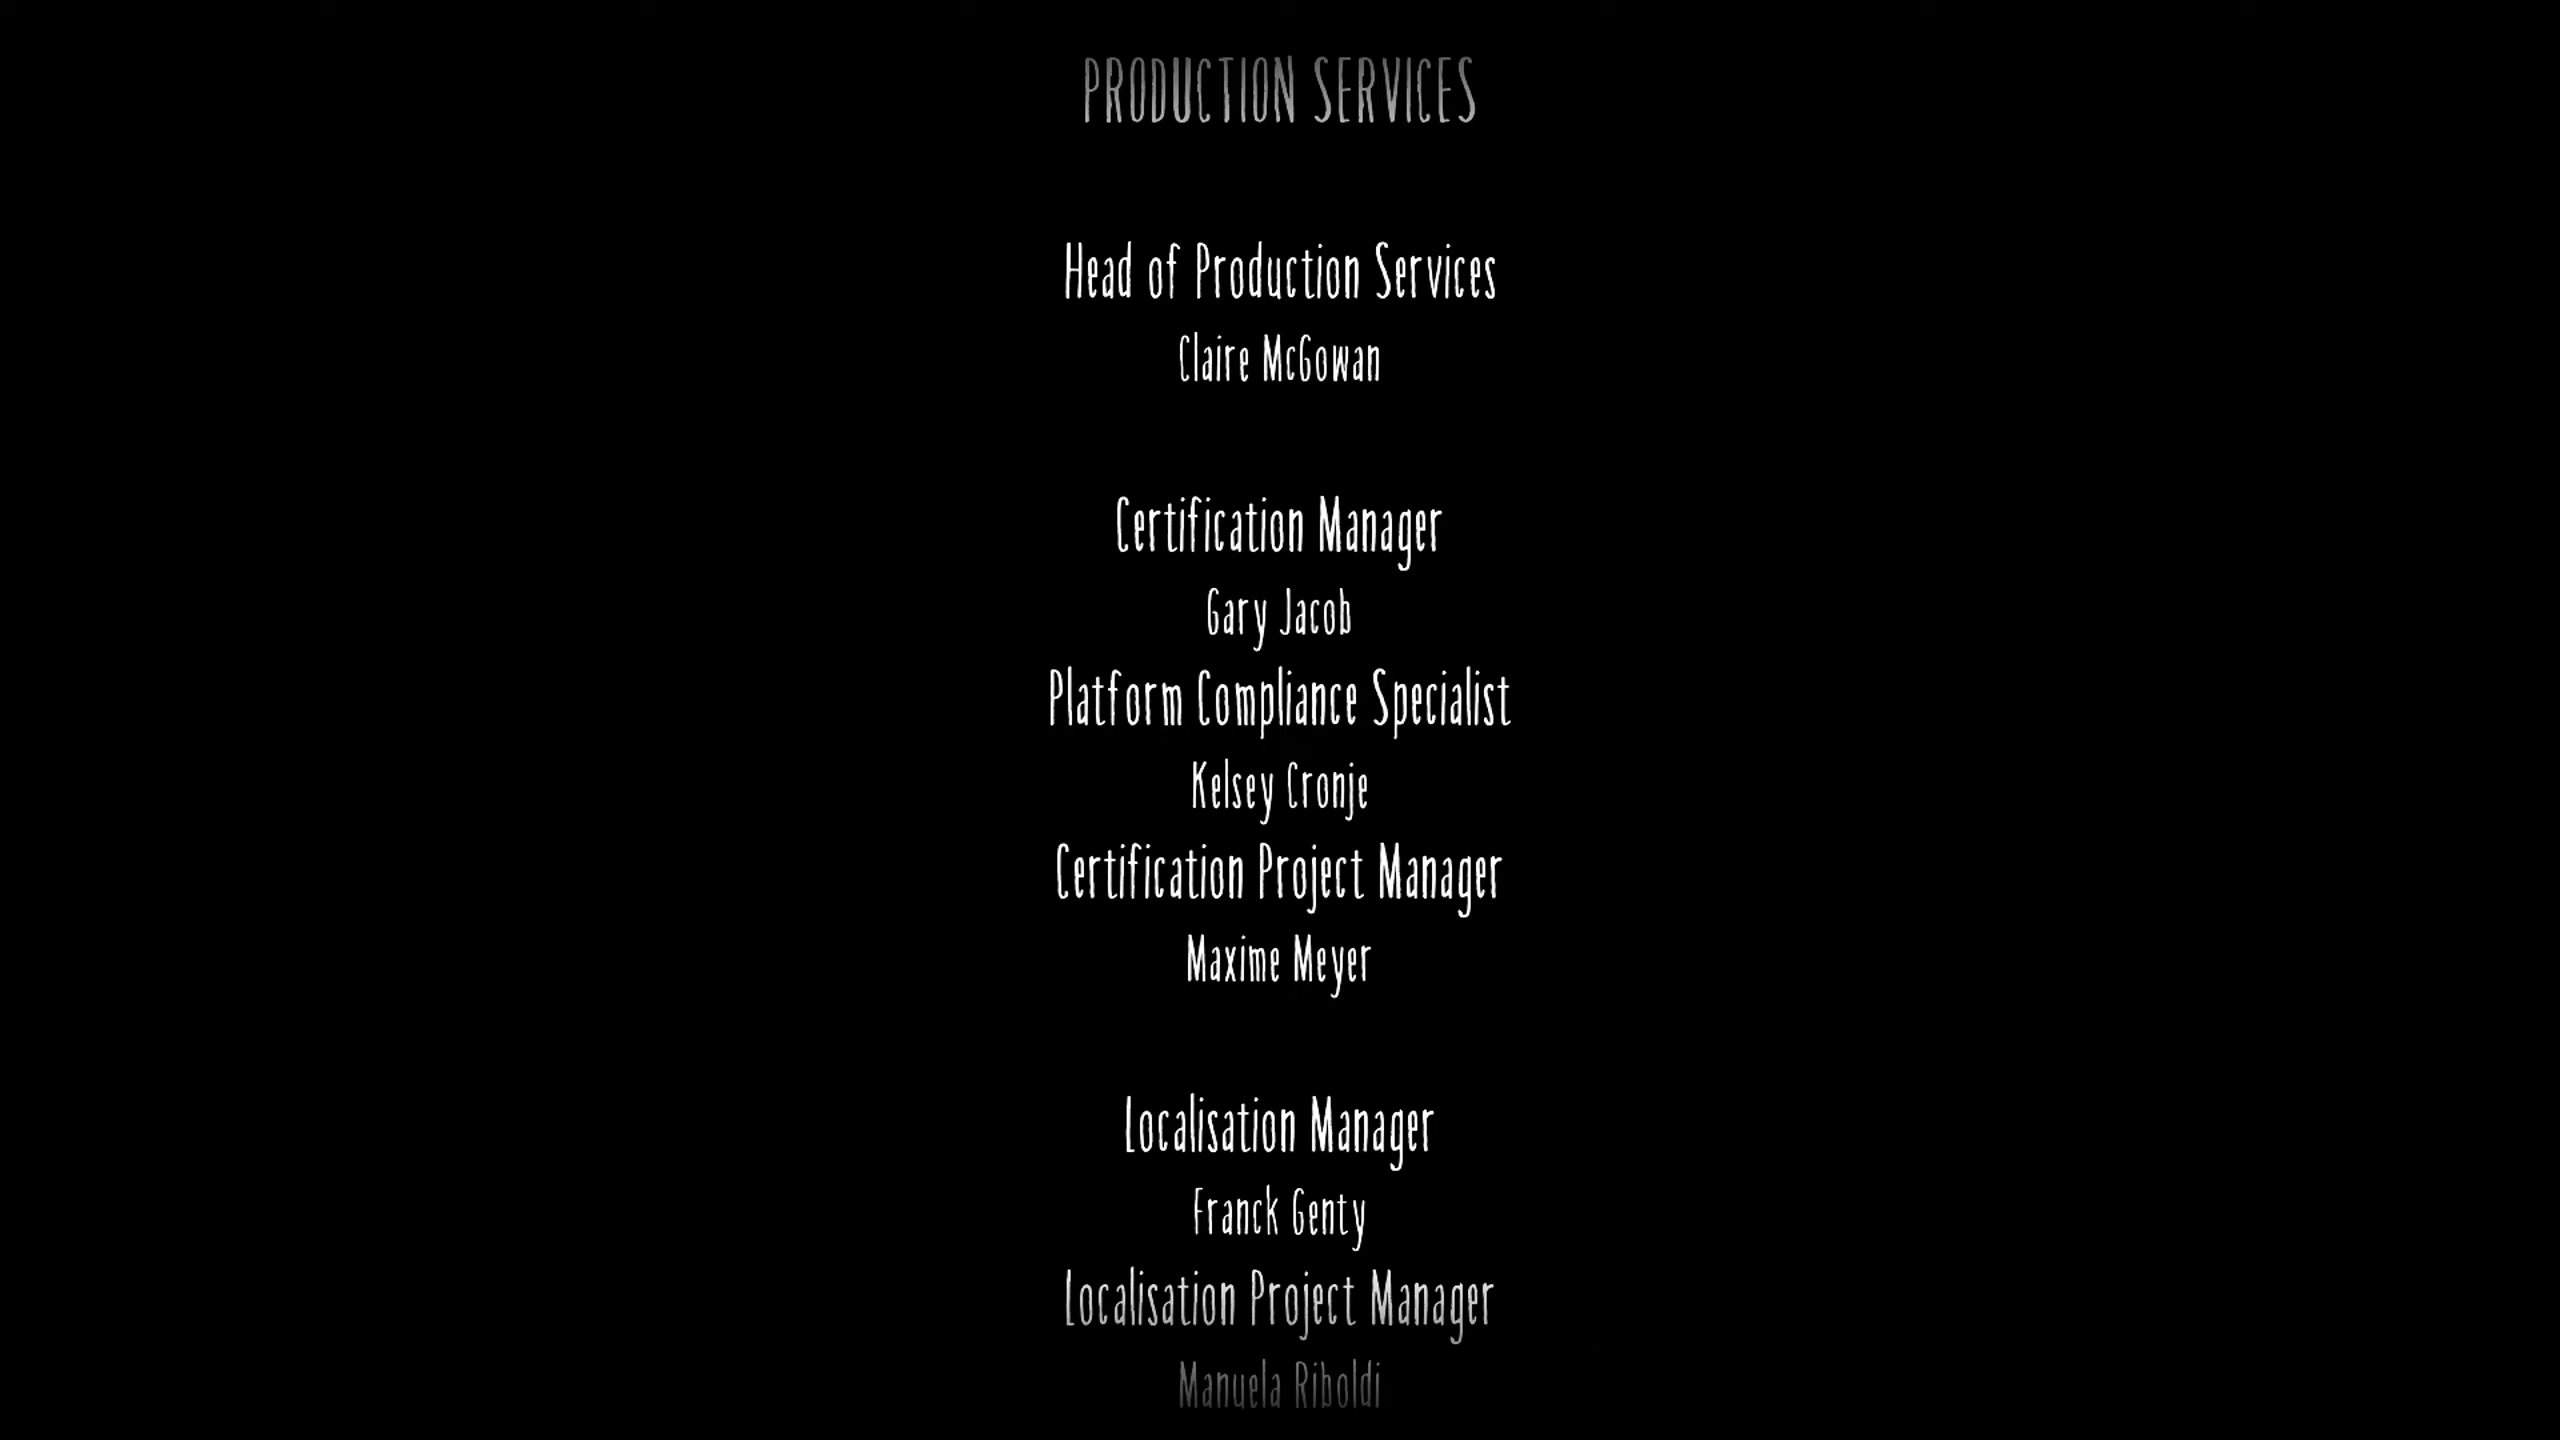 PRODUCTION SERVICES
Head of Production Services
Claire McGowan
Certification Manager
Gary Jacob
Platform Compliance Specialist
Kelsey Cronje
Certification Project Manager
Maxime Meyer
Localisation Manager
Franck Genty
Localisation Project Manager
Manuela Riboldi